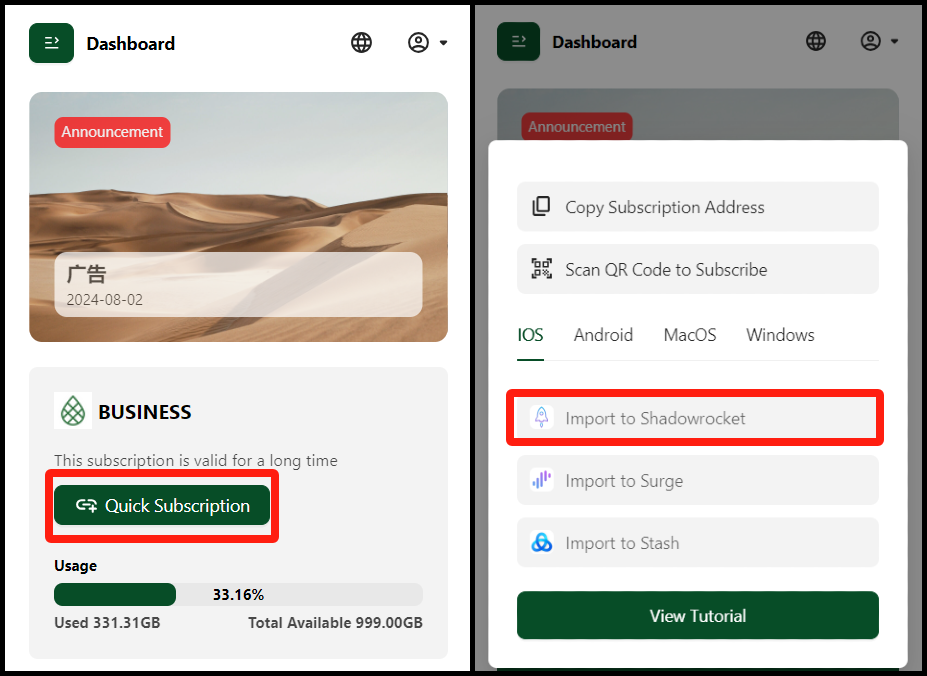 Dashboard
Announcement
广告
2024-08-02
BUSINESS
This subscription is valid for a long time
Quick Subscription
Usage
33.16%
Used 331.31GB
Total Available 999.00GB
Dashboard
Announcement
Copy Subscription Address
Scan QR Code to Subscribe
IOS Android MacOS Windows
Import to Shadowrocket
Import to Surge
Import to Stash
View Tutorial